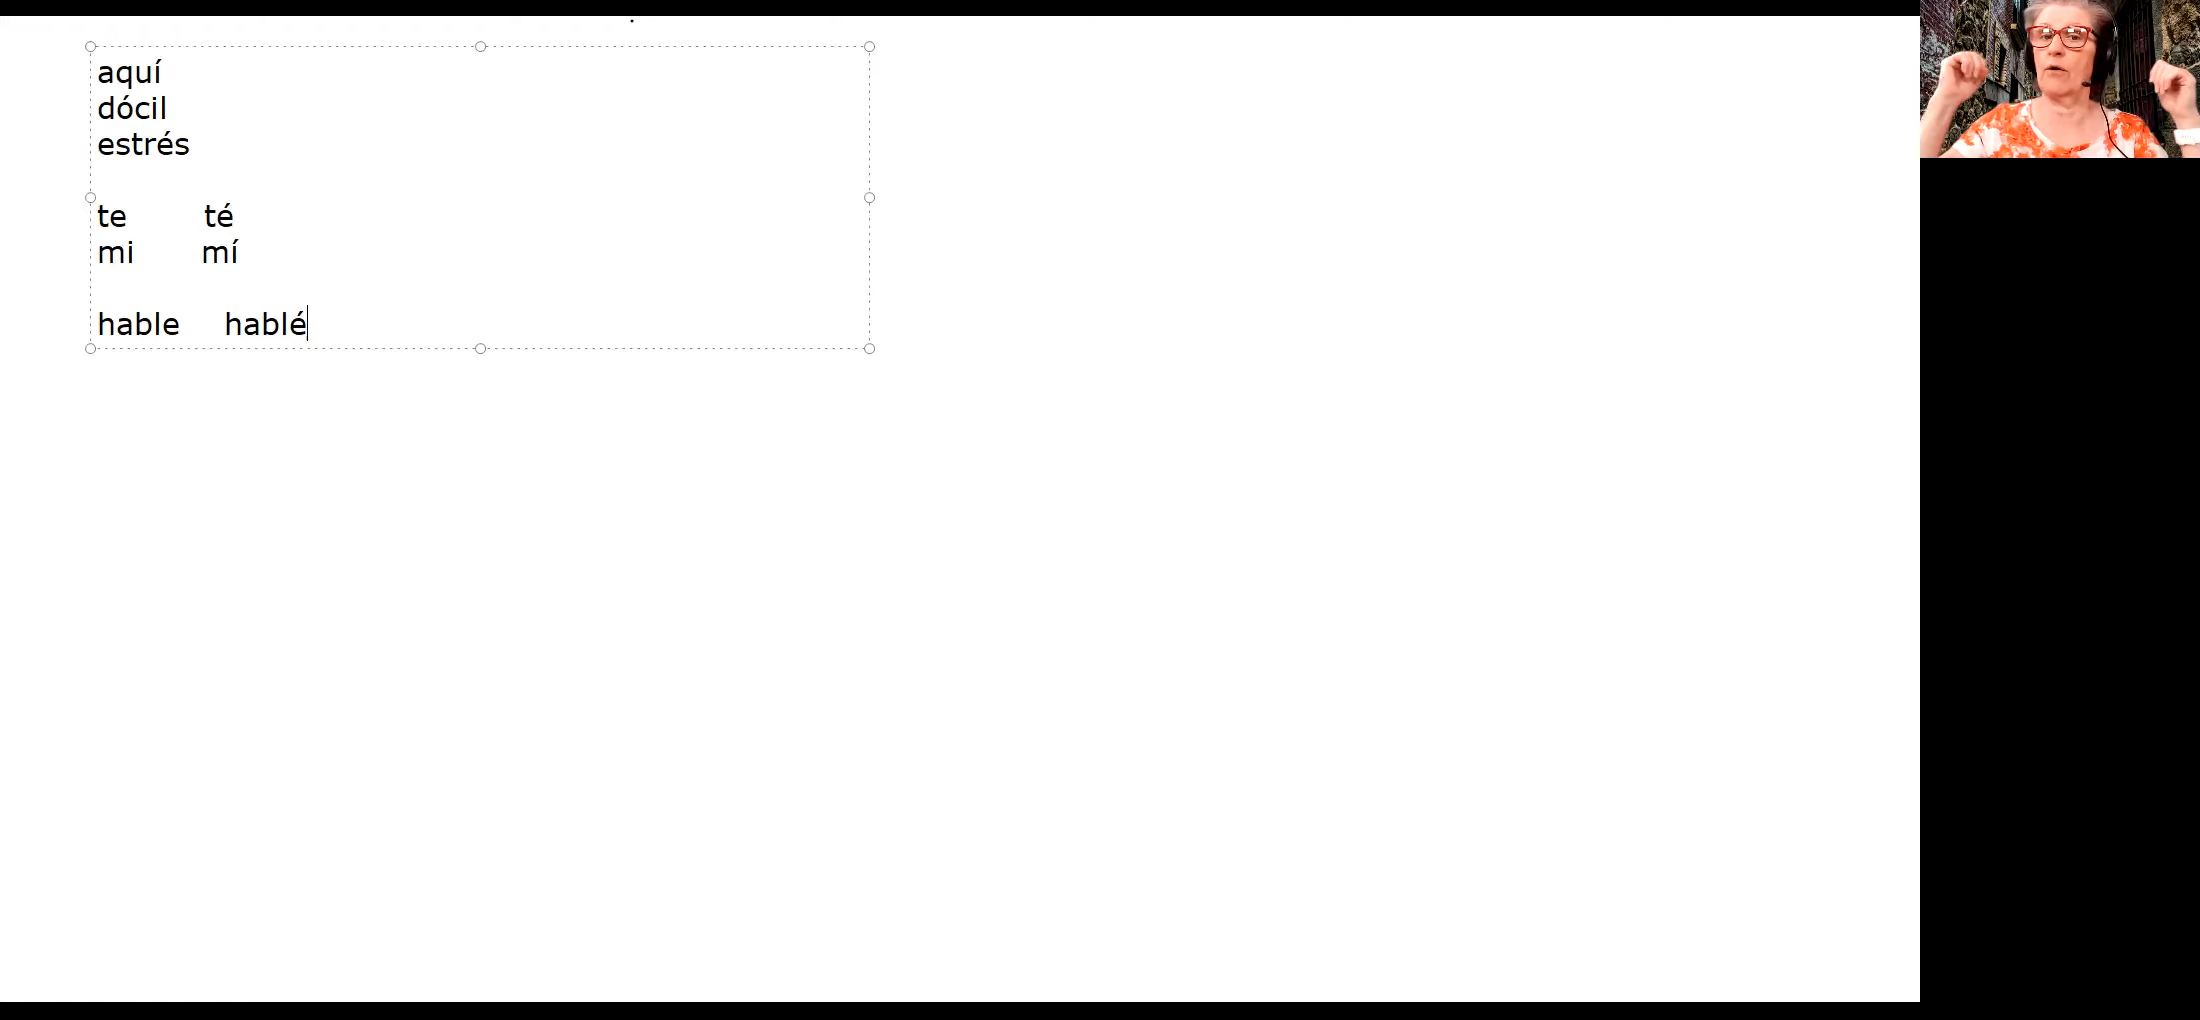 aquí
dócil
estrés
te té
mi mí
hable hablé